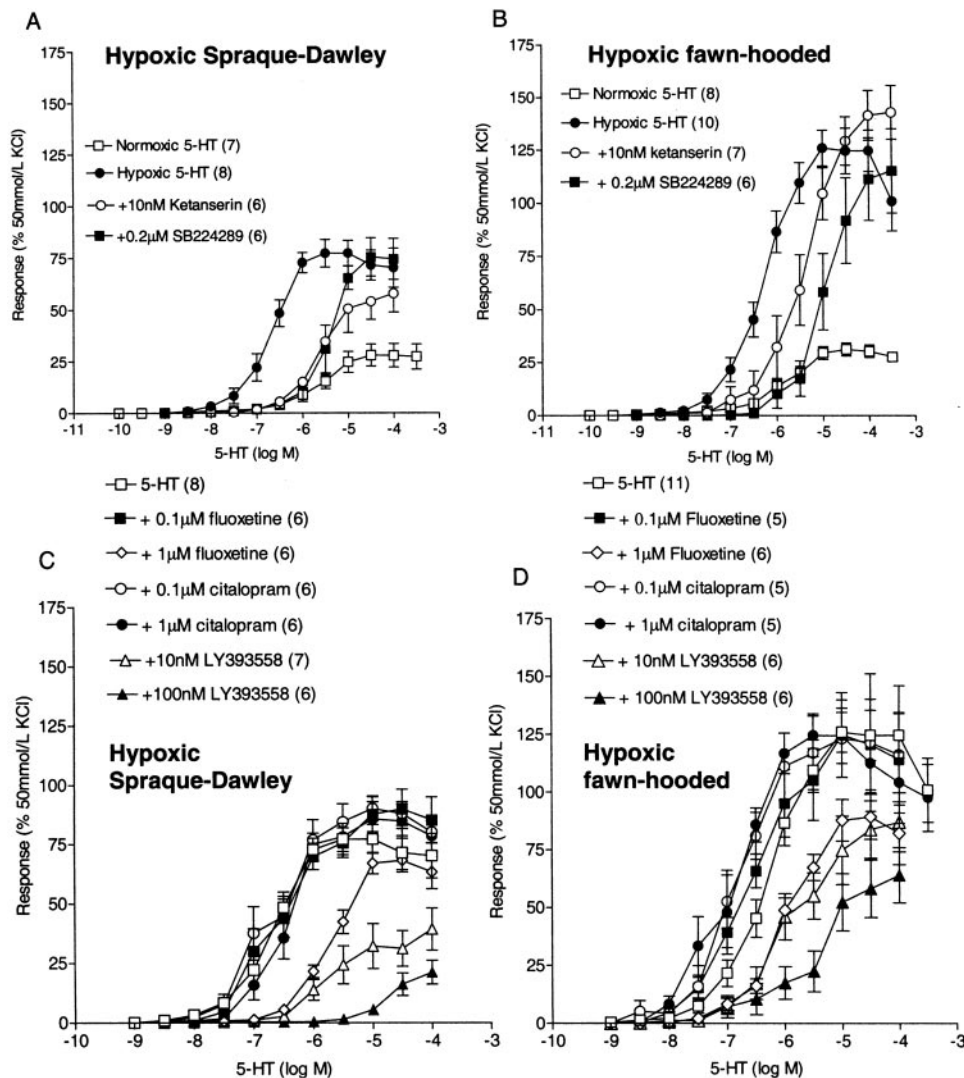 A
Hypoxic Spraque-Dawley
175
150
125
100
75
50
25
0
Response (% 50mmol/L KCl)
Normoxic 5-HT (7)
Hypoxic 5-HT (8)
+10nM Ketanserin (6)
+0.2µM SB224289 (6)
-11 -10 -9 -8 -7 -6 -5 -4 -3
5-HT (log M)
B
Hypoxic fawn-hooded
175
150
125
100
75
50
25
0
Response (% 50mmol/L KCl)
Normoxic 5-HT (8)
Hypoxic 5-HT (10)
+10nM ketanserin (7)
+ 0.2µM SB224289 (6)
-11 -10 -9 -8 -7 -6 -5 -4 -3
5-HT (log M)
C
5-HT (8)
+ 0.1µM fluoxetine (6)
+ 1µM fluoxetine (6)
+ 0.1µM citalopram (6)
+ 1µM citalopram (6)
+10nM LY393558 (7)
+100nM LY393558 (6)
Hypoxic
Spraque-Dawley
175
150
125
100
75
50
25
0
Response (% 50mmol/L KCl)
-10 -9 -8 -7 -6 -5 -4 -3
5-HT (log M)
D
5-HT (11)
+ 0.1µM Fluoxetine (5)
+ 1µM Fluoxetine (6)
+ 0.1µM citalopram (5)
+ 1µM citalopram (5)
+ 10nM LY393558 (6)
+ 100nM LY393558 (6)
Hypoxic
fawn-hooded
175
150
125
100
75
50
25
0
Response (% 50mmol/L KCl)
-10 -9 -8 -7 -6 -5 -4 -3
5-HT (log M)